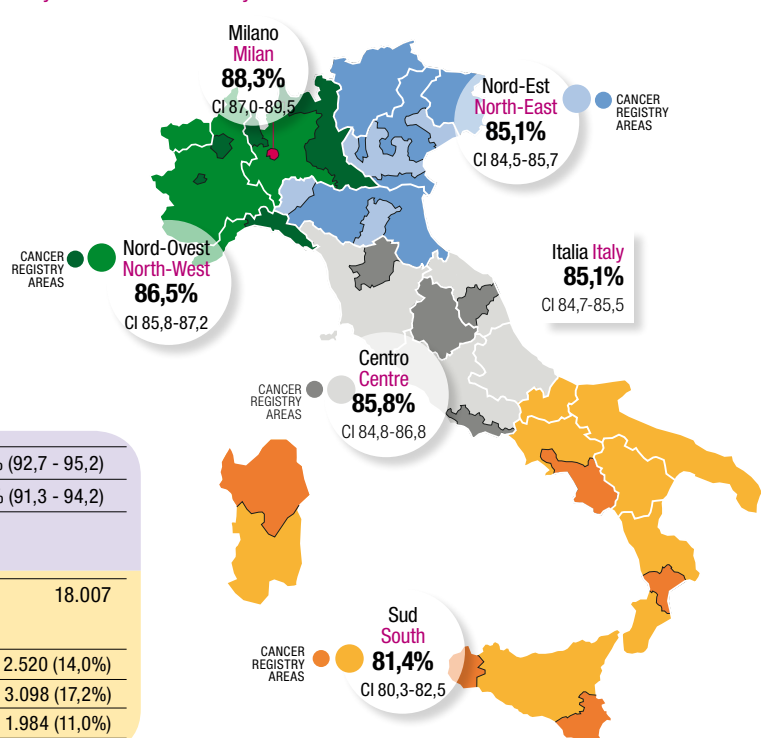 Milano
Milan
88,3%
CI 87,0-89,5
Nord-Est
North-East
85,1%
CI 84,5-85,7
CANCER
REGISTRY
AREAS
CANCER
REGISTRY
AREAS
Nord-Ovest
North-West
86,5%
CI 85,8-87,2
Italia Italy
85,1%
CI 84,7-85,5
CANCER
REGISTRY
AREAS
Centro
Centre
85,8%
CI 84,8-86,8
(92,7 - 95,2)
(91,3 - 94,2)
18.007
2.520 (14,0%)
3.098 (17,2%)
1.984 (11,0%)
CANCER
REGISTRY
AREAS
Sud
South
81,4%
CI 80,3-82,5